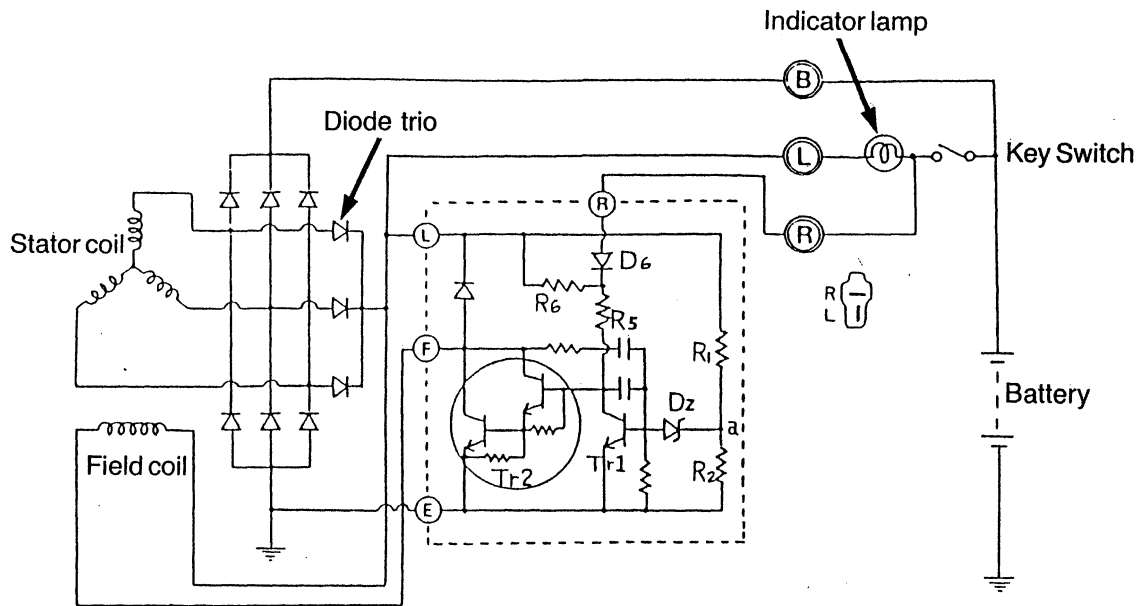 Indicator lamp
B
Diode trio
L
Key Switch
R
Stator coil
L
D6
R
R
L
R6
R5
R1
F
Battery
Dz
a
Field coil
Tr2
Tr1
R2
E